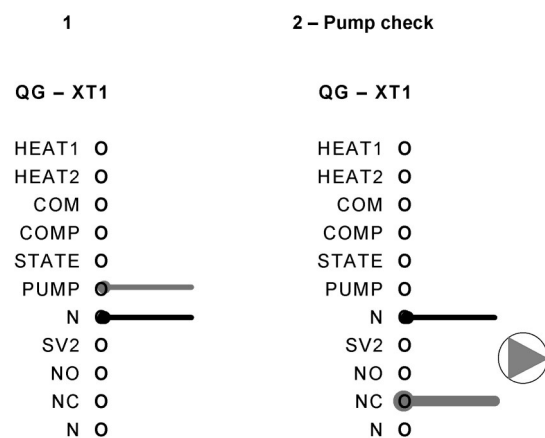 1
2 – Pump check
QG – XT1
HEAT1 O
HEAT2 O
COM O
COMP O
STATE O
PUMP O
N
SV2 O
NO O
NC O
N O
QG – XT1
HEAT1 O
HEAT2 O
COM O
COMP O
STATE O
PUMP O
N
SV2 O
NO O
NC O
N O